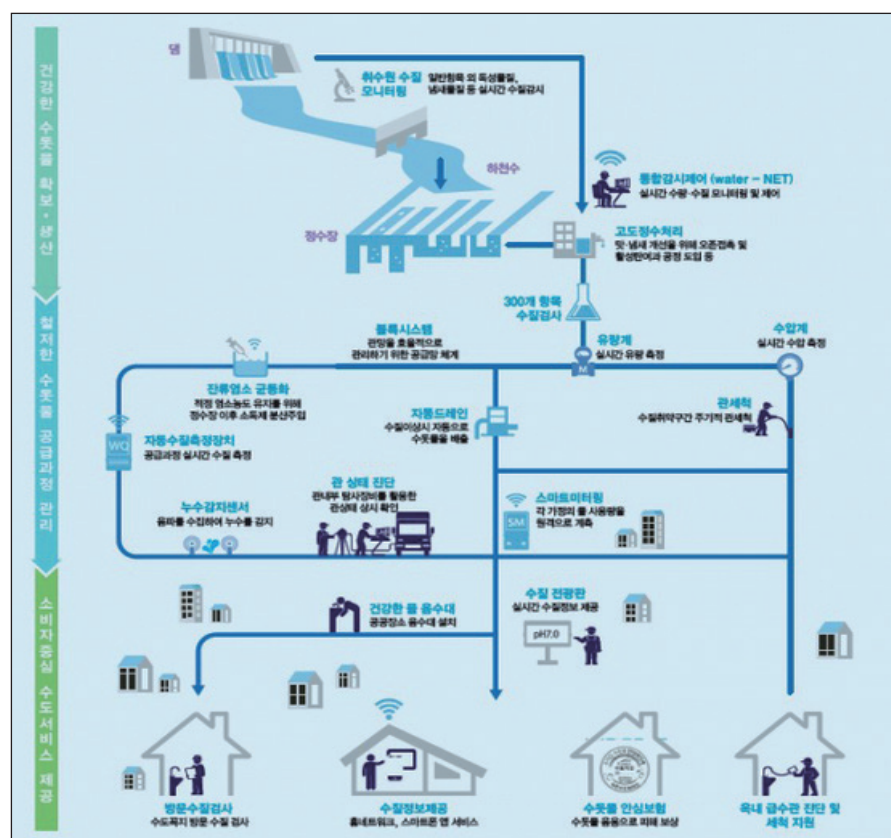 건강한 수돗물 확보·생산
댐
취수원 수질
모니터링
일반항목 외 독성물질,
냄새물질 등 실시간 수질감시
하천수
통합감시제어 (water - NET)
실시간 수량·수질 모니터링 및 제어
정수장
고도정수처리
맛·냄새 개선을 위해 오존접촉 및
활성탄여과 공정 도입 등
300개 항목
수질검사
철저한 수돗물 공급과정 관리
블록시스템
관망을 효율적으로
관리하기 위한 공급망 체계
유량계
실시간 유량 측정
M
수압계
실시간 수압 측정
잔류염소 균등화
적정 염소농도 유지를 위해
정수장 이후 소독제 분산주입
자동드레인
수질이상시 자동으로
수돗물을 배출
관세척
수질취약구간 주기적 관세척
WQ
자동수질측정장치
공급과정 실시간 수질 측정
관 상태 진단
관내부 탐사장비를 활용한
관상태 상시 확인
누수감지센서
음파를 수집하여 누수를 감지
SM
스마트미터링
각 가정의 물 사용량을
원격으로 계측
소비자중심 수도서비스 제공
건강한 물 음수대
공공장소 음수대 설치
수질 전광판
실시간 수질정보 제공
pH7.0
방문수질검사
수도꼭지 방문 수질 검사
수질정보제공
홈네트워크, 스마트폰 앱 서비스
수돗물 안심보험
수돗물 음용으로 피해 보상
옥내 급수관 진단 및
세척 지원